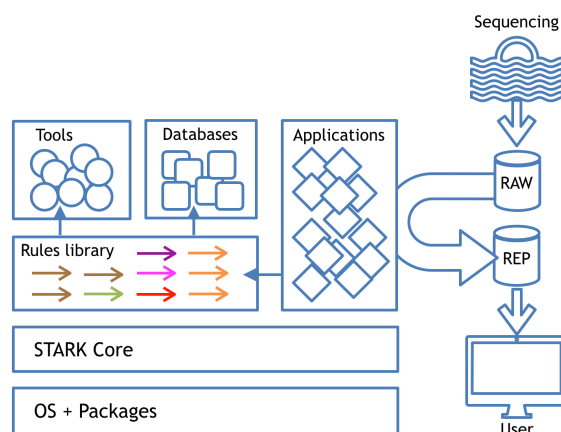 Sequencing
Tools
Databases
Applications
RAW
Rules library
REP
STARK Core
OS + Packages
User